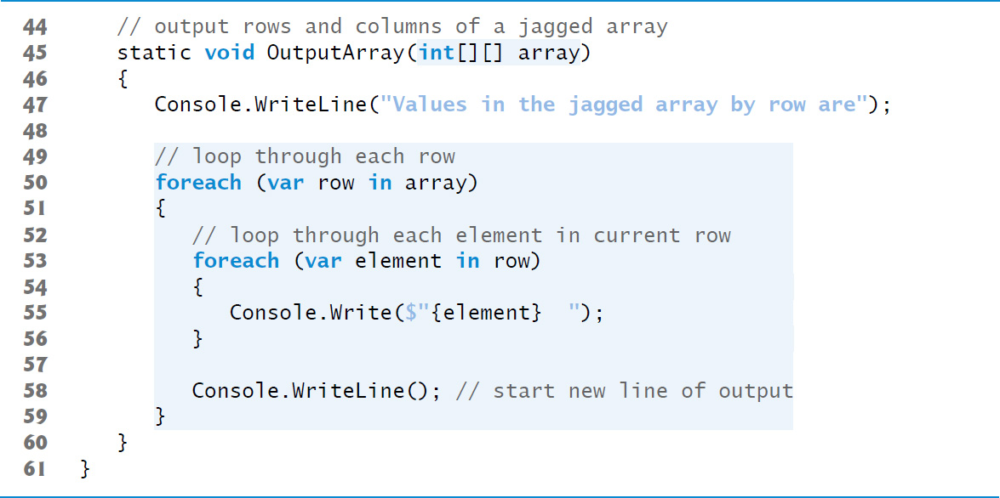 44 // output rows and columns of a jagged array
45 static void OutputArray(int[][] array)
46 {
47 Console.WriteLine("Values in the jagged array by row are");
48
49 // loop through each row
50 foreach (var row in array)
51 {
52 // loop through each element in current row
53 foreach (var element in row)
54 {
55 Console.Write($"{element}  ");
56 }
57
58 Console.WriteLine(); // start new line of output
59 }
60 }
61 }